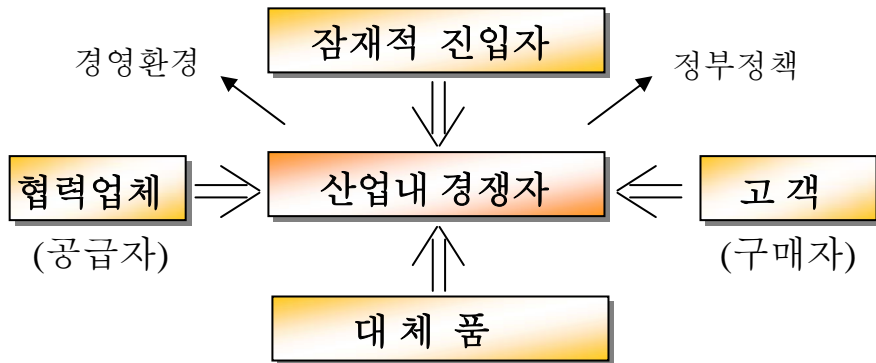 잠재적 진입자
경영환경
정부정책
협력업체
산업내 경쟁자
고 객
(공급자)
(구매자)
대 체 품